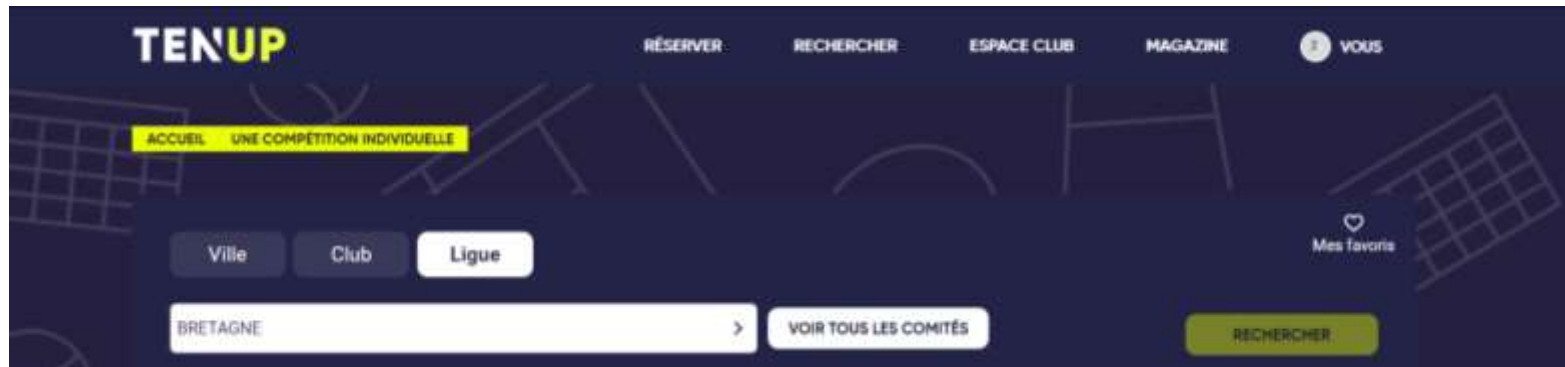 TENUP RÉSERVER RECHERCHER ESPACE CLUB MAGAZINE VOUS
ACCUEIL UNE COMPÉTITION INDIVIDUELLE
Mes favoris
Ville Club Ligue
BRETAGNE > VOIR TOUS LES COMITÉS RECHERCHER